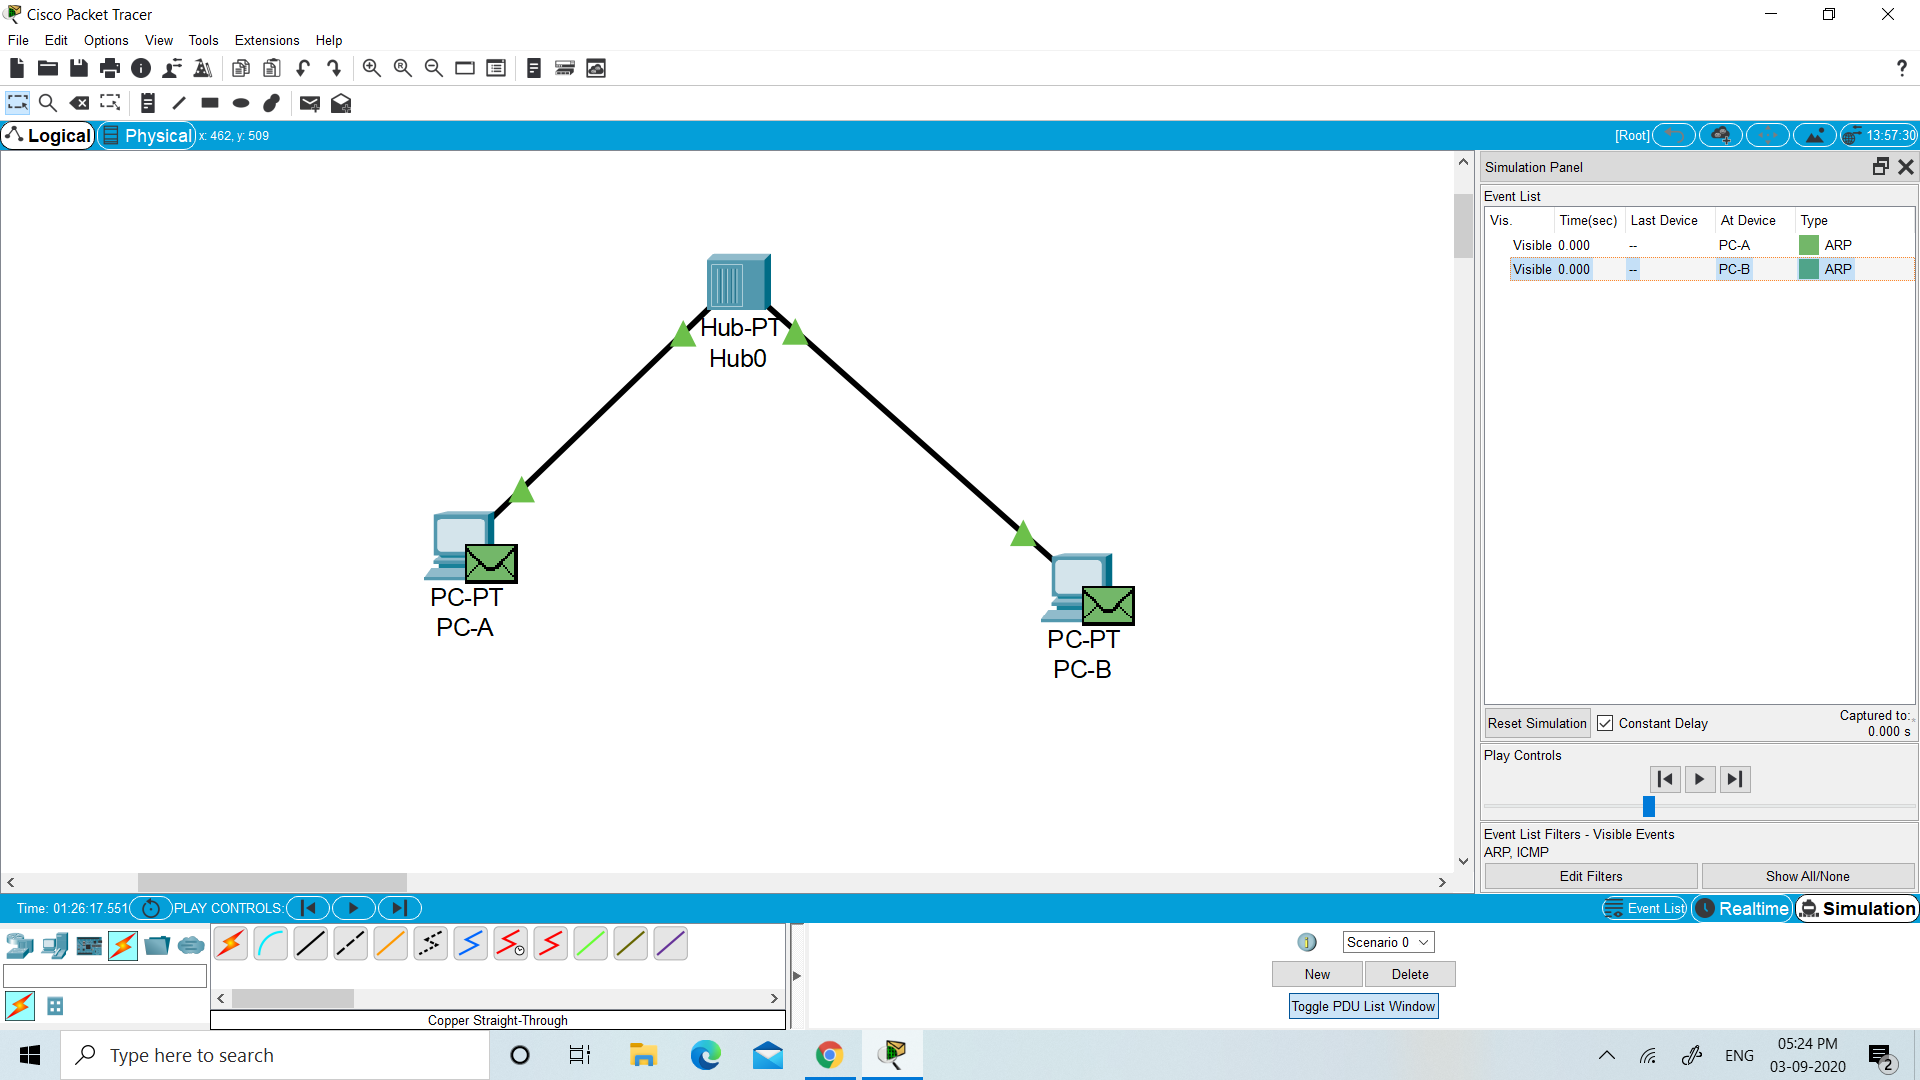 Cisco Packet Tracer
File Edit Options View Tools Extensions Help
?
Logical Physical x: 462, y: 509 [Root] 13:57:30
Hub-PT
Hub0
PC-PT
PC-A
PC-PT
PC-B
Simulation Panel
Event List
Vis. Time(sec) Last Device At Device Type
Visible 0.000 -- PC-A ARP
Visible 0.000 -- PC-B ARP
Reset Simulation Constant Delay Captured to:
0.000 s
Play Controls
Event List Filters - Visible Events
ARP, ICMP
Edit Filters Show All/None
Time: 01:26:17.551 PLAY CONTROLS: Event List Realtime Simulation
Scenario 0
New Delete
Toggle PDU List Window
Copper Straight-Through
Type here to search
ENG
05:24 PM
03-09-2020
2